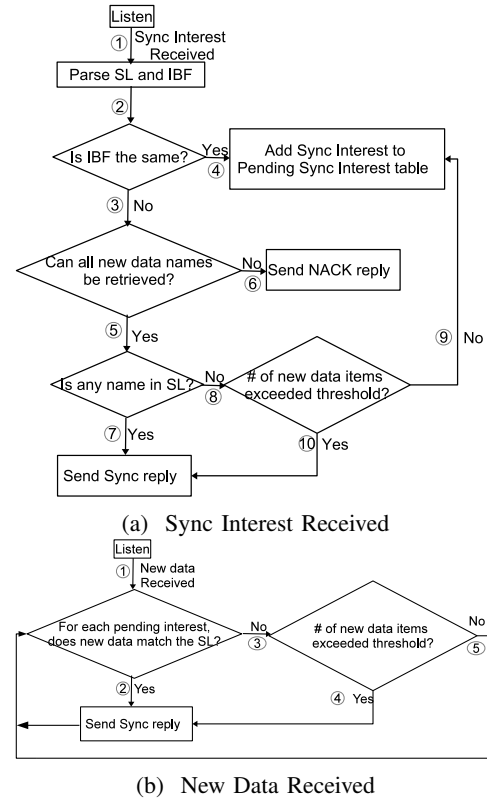 Listen
① Sync Interest
Received
Parse SL and IBF
②
Is IBF the same?
Yes
④
Add Sync Interest to
Pending Sync Interest table
③ No
Can all new data names
be retrieved?
No
⑥
Send NACK reply
⑨ No
⑤ Yes
Is any name in SL?
No
⑧
# of new data items
exceeded threshold?
⑦ Yes
⑩ Yes
Send Sync reply
(a) Sync Interest Received
Listen
① New data
Received
For each pending interest,
does new data match the SL?
No
③
# of new data items
exceeded threshold?
No
⑤
② Yes
④ Yes
Send Sync reply
(b) New Data Received